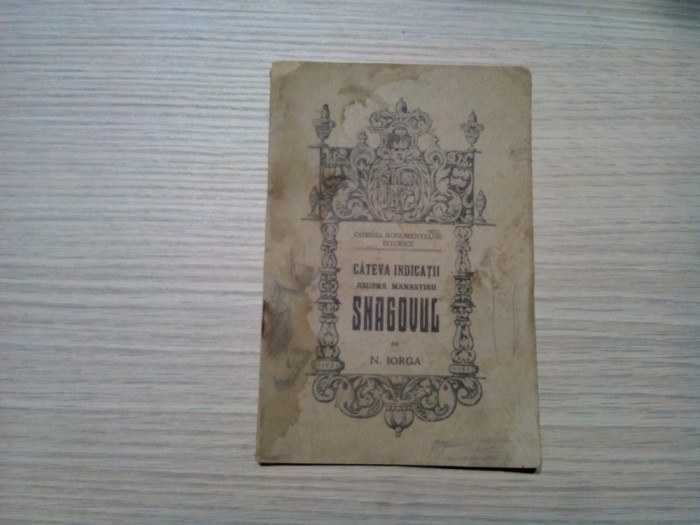 COMISIA MONUMENTELOR
ISTORICE
CÂTEVA INDICAȚII
ASUPRA MANASTIRII
SNAGOVUL
DE
N. IORGA